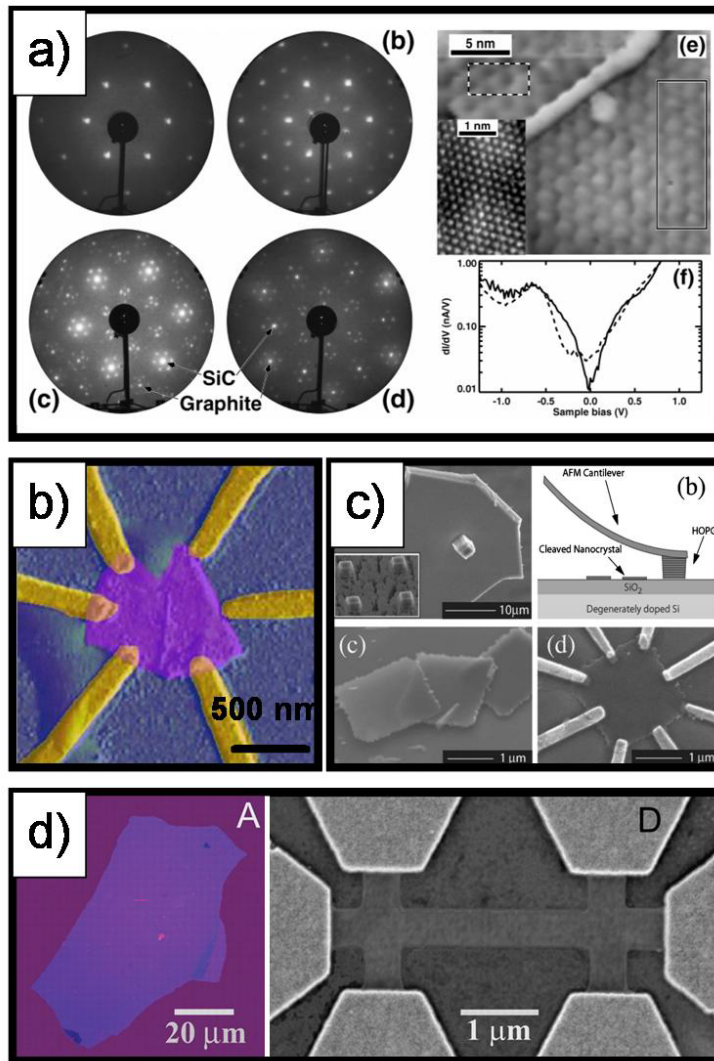 a)
(b)
5 nm
(e)
1 nm
SiC
Graphite
(c)
(d)
dI/dV (nA/V)
1.00
0.10
0.01
(f)
-1.0
-0.5
0.0
0.5
1.0
Sample bias (V)
b)
500 nm
c)
10μm
(b)
AFM Cantilever
HOPG
Cleaved Nanocrystal
SiO2
Degenerately doped Si
(c)
1 μm
(d)
1 μm
d)
A
20 μm
D
1 μm